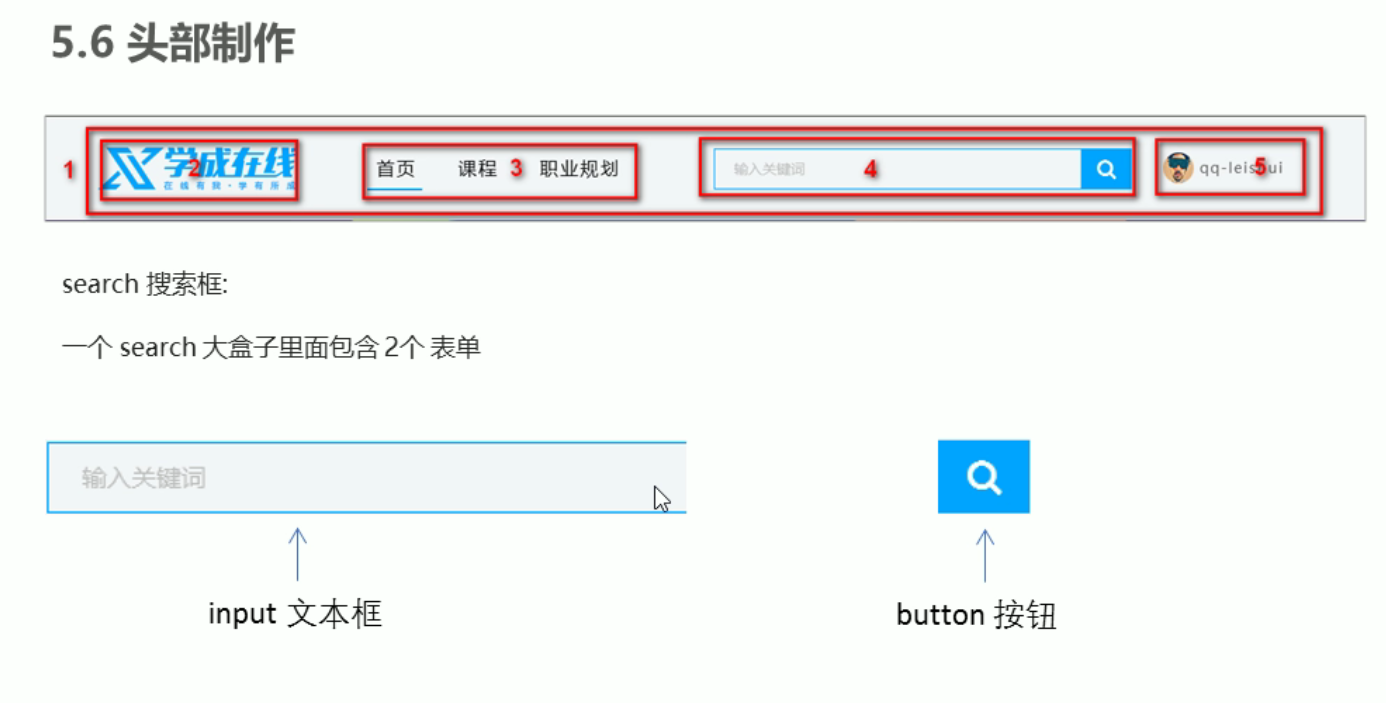 5.6 头部制作
1
学成在线
2
在线有我·学有所成
首页 课程 3 职业规划
输入关键词 4
5
search 搜索框:
一个 search 大盒子里面包含 2个 表单
输入关键词
input 文本框 button 按钮